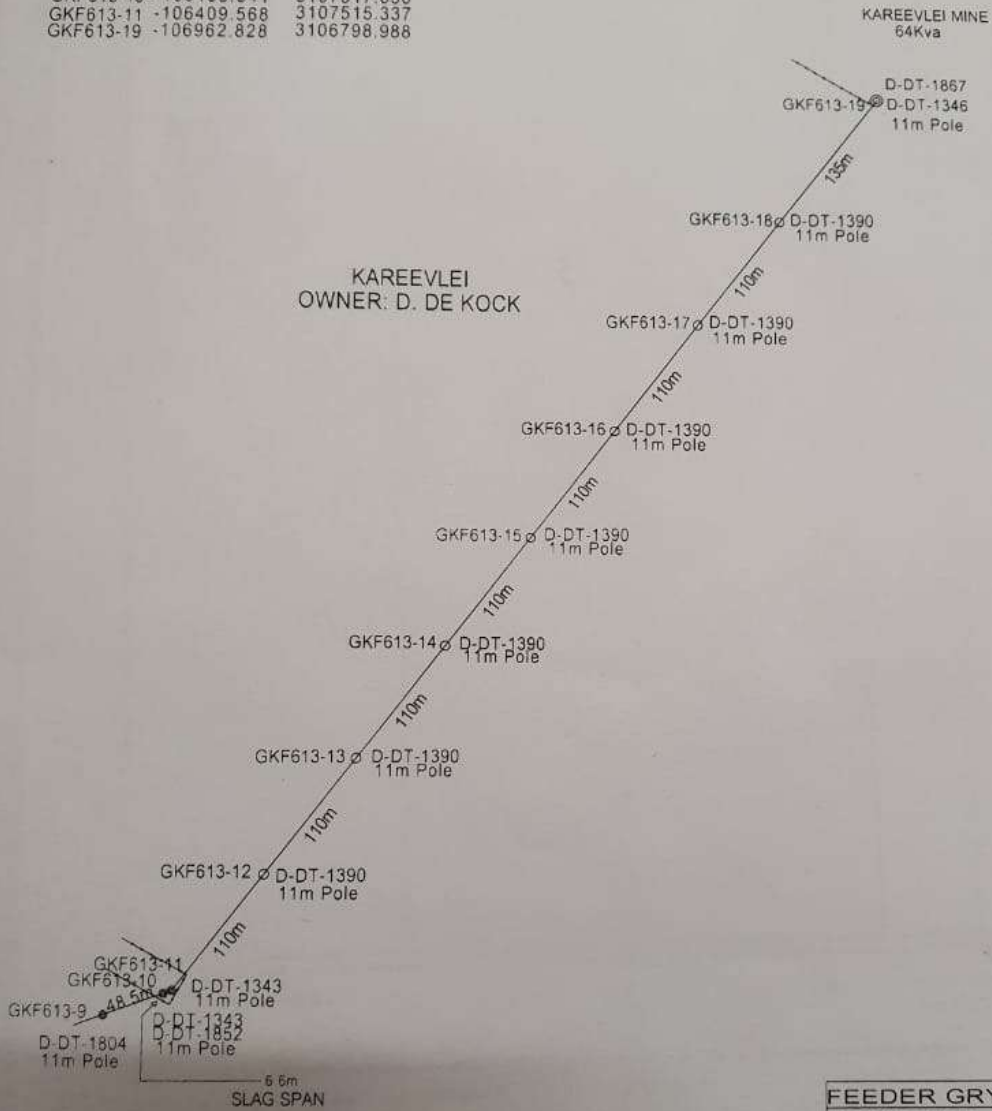 GKF613-11 -106409.568 3107515.337
GKF613-19 -106962.828 3106798.988
KAREEVLEI MINE
64Kva
D-DT-1867
GKF613-19 D-DT-1346
11m Pole
135m
GKF613-18 D-DT-1390
11m Pole
110m
KAREEVLEI
OWNER: D. DE KOCK
GKF613-17 D-DT-1390
11m Pole
110m
GKF613-16 D-DT-1390
11m Pole
110m
GKF613-15 D-DT-1390
11m Pole
110m
GKF613-14 D-DT-1390
11m Pole
110m
GKF613-13 D-DT-1390
11m Pole
110m
GKF613-12 D-DT-1390
11m Pole
110m
GKF613-11
GKF613-10 D-DT-1343
11m Pole
48.5m
GKF613-9
D-DT-1343
D-DT-1852
11m Pole
D-DT-1804
11m Pole
6.6m
SLAG SPAN
FEEDER GRY